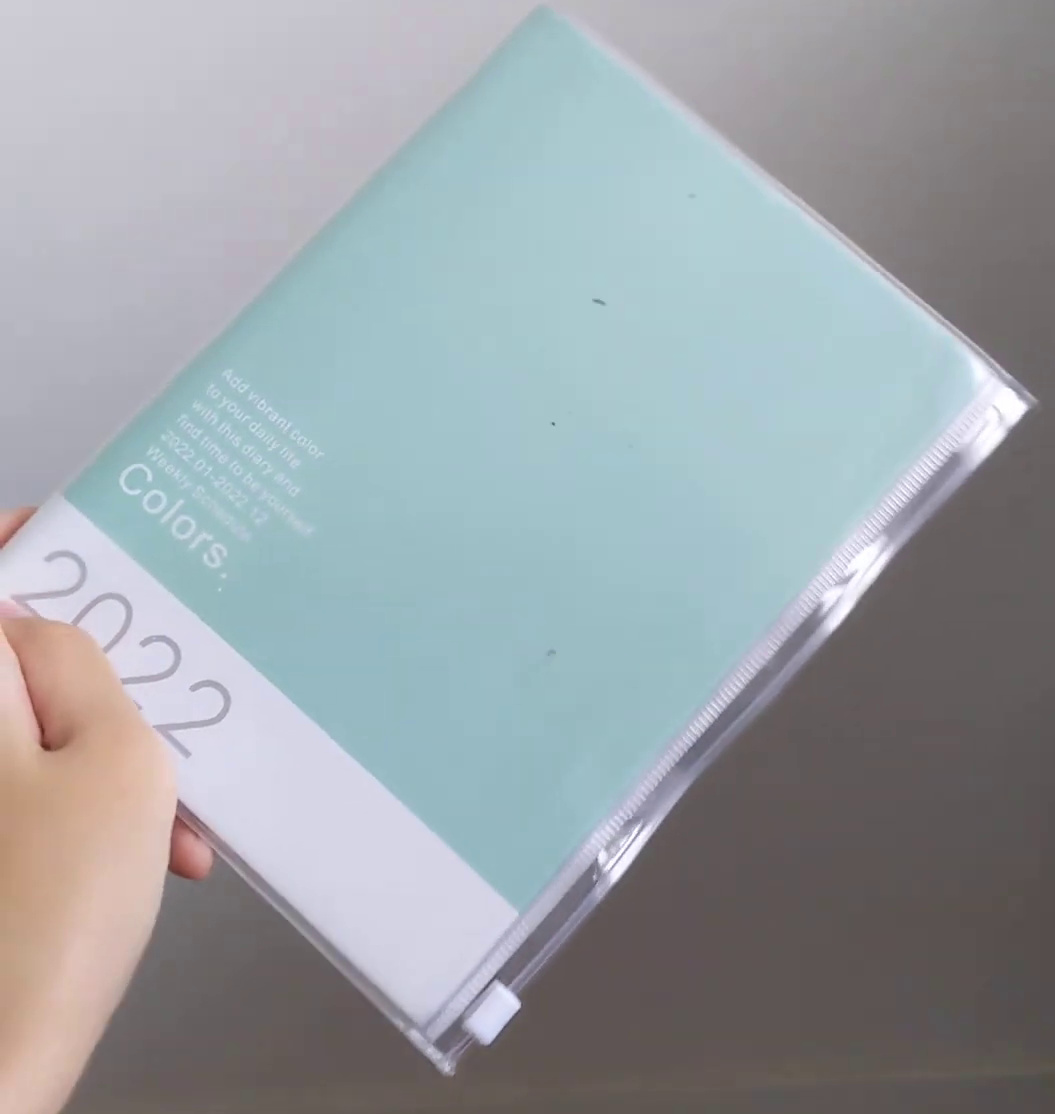 Add vibrant color
to your daily life
with this diary and
find time to be yourself
2022.01-2022.12
Weekly Schedule
Colors.
2022